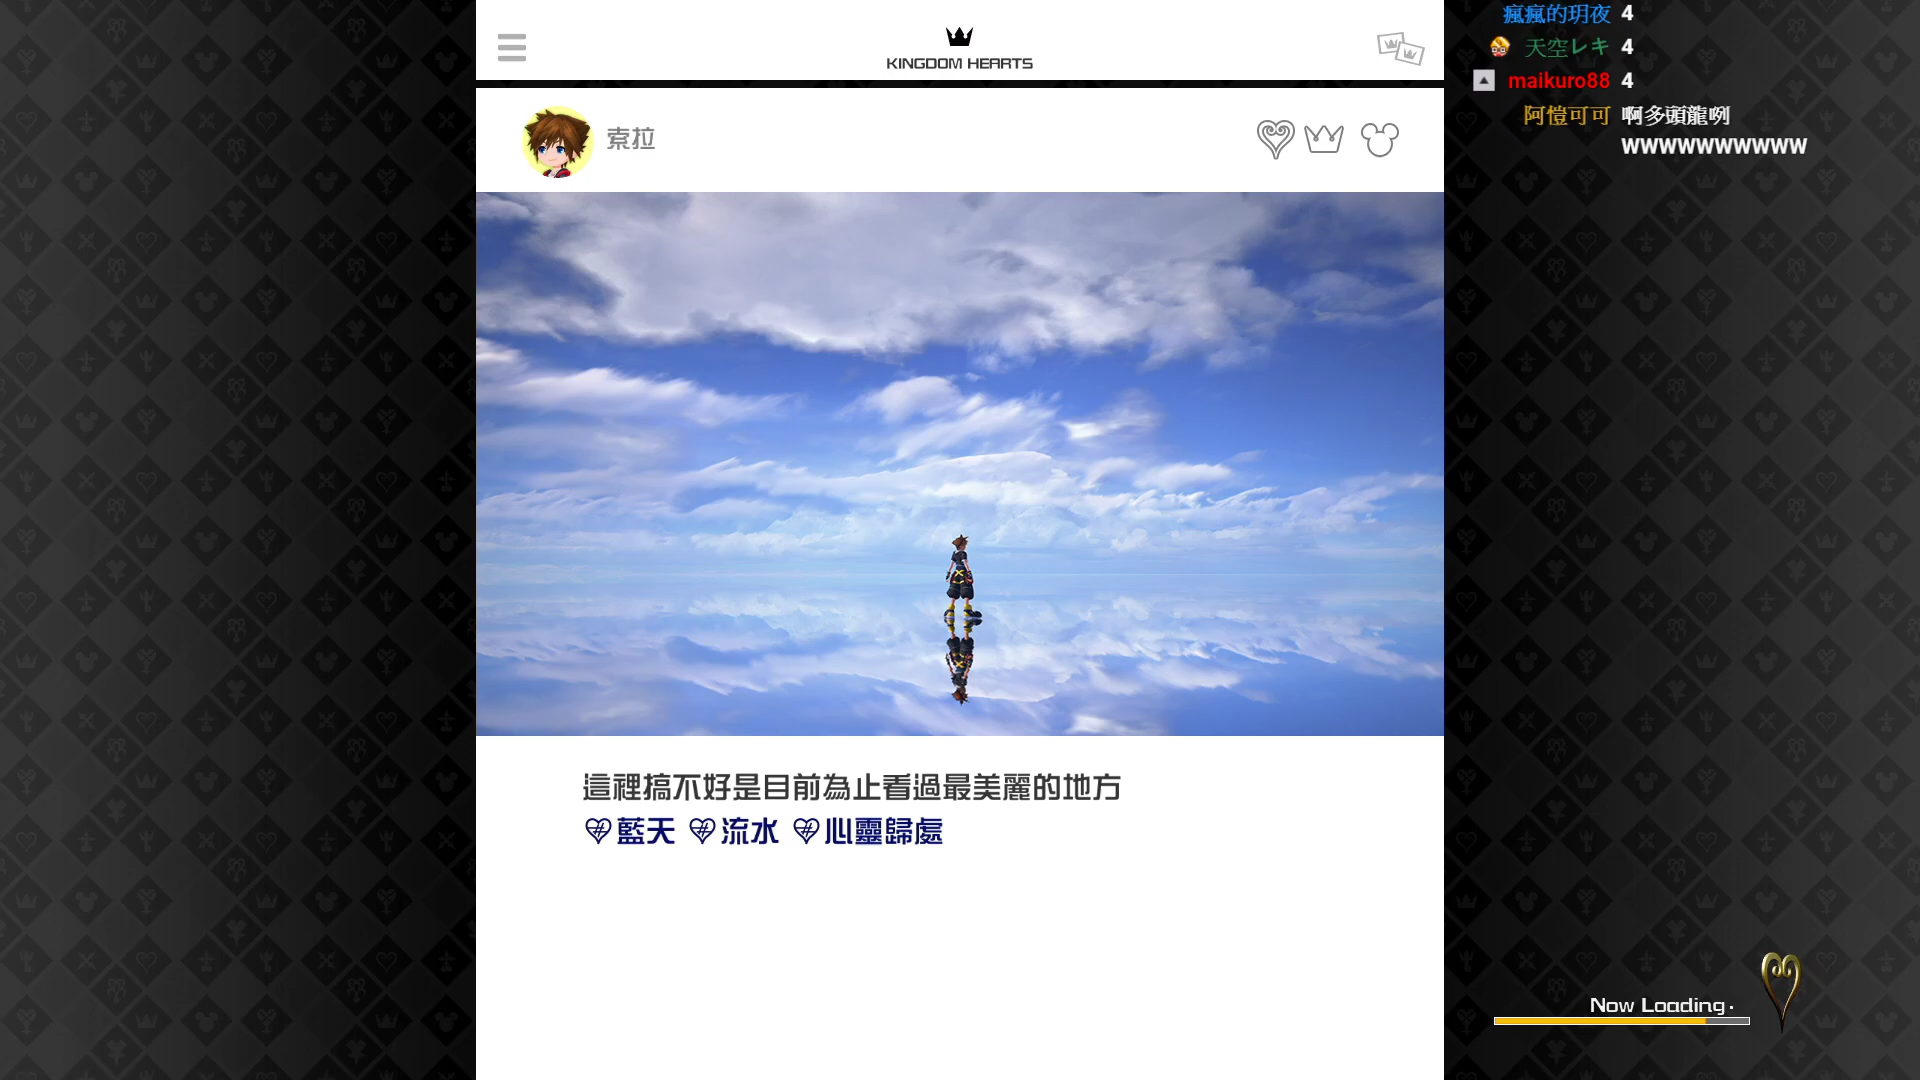 KINGDOM HEARTS
索拉
這裡搞不好是目前為止看過最美麗的地方
藍天 流水 心靈歸處
瘋瘋的玥夜 4
天空レキ 4
maikuro88 4
阿愷可可 啊多頭龍咧
wwwwwwwwww
Now Loading.